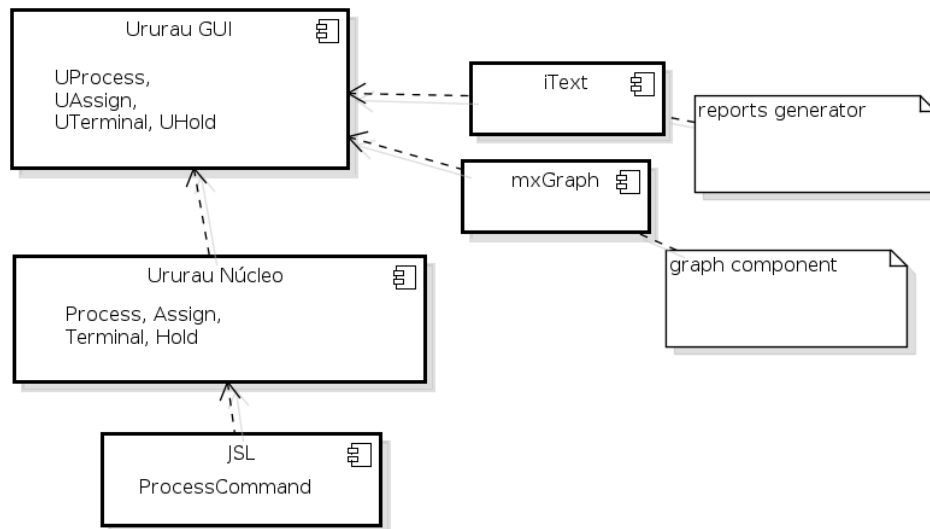 Ururau GUI
UProcess,
UAssign,
UTerminal, UHold
iText
reports generator
mxGraph
graph component
Ururau Núcleo
Process, Assign,
Terminal, Hold
JSL
ProcessCommand